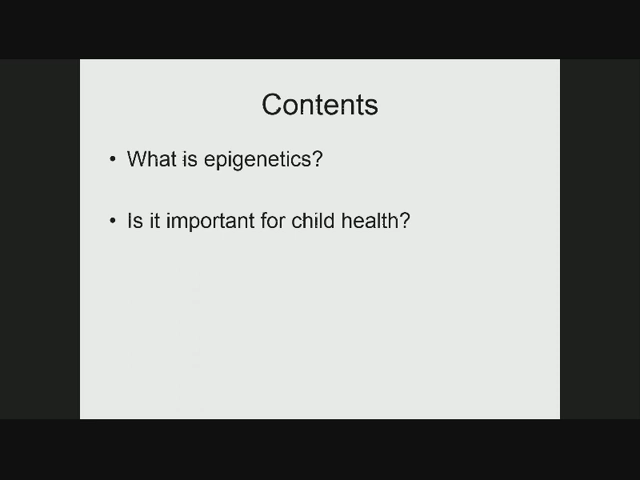 Contents
• What is epigenetics?
• Is it important for child health?